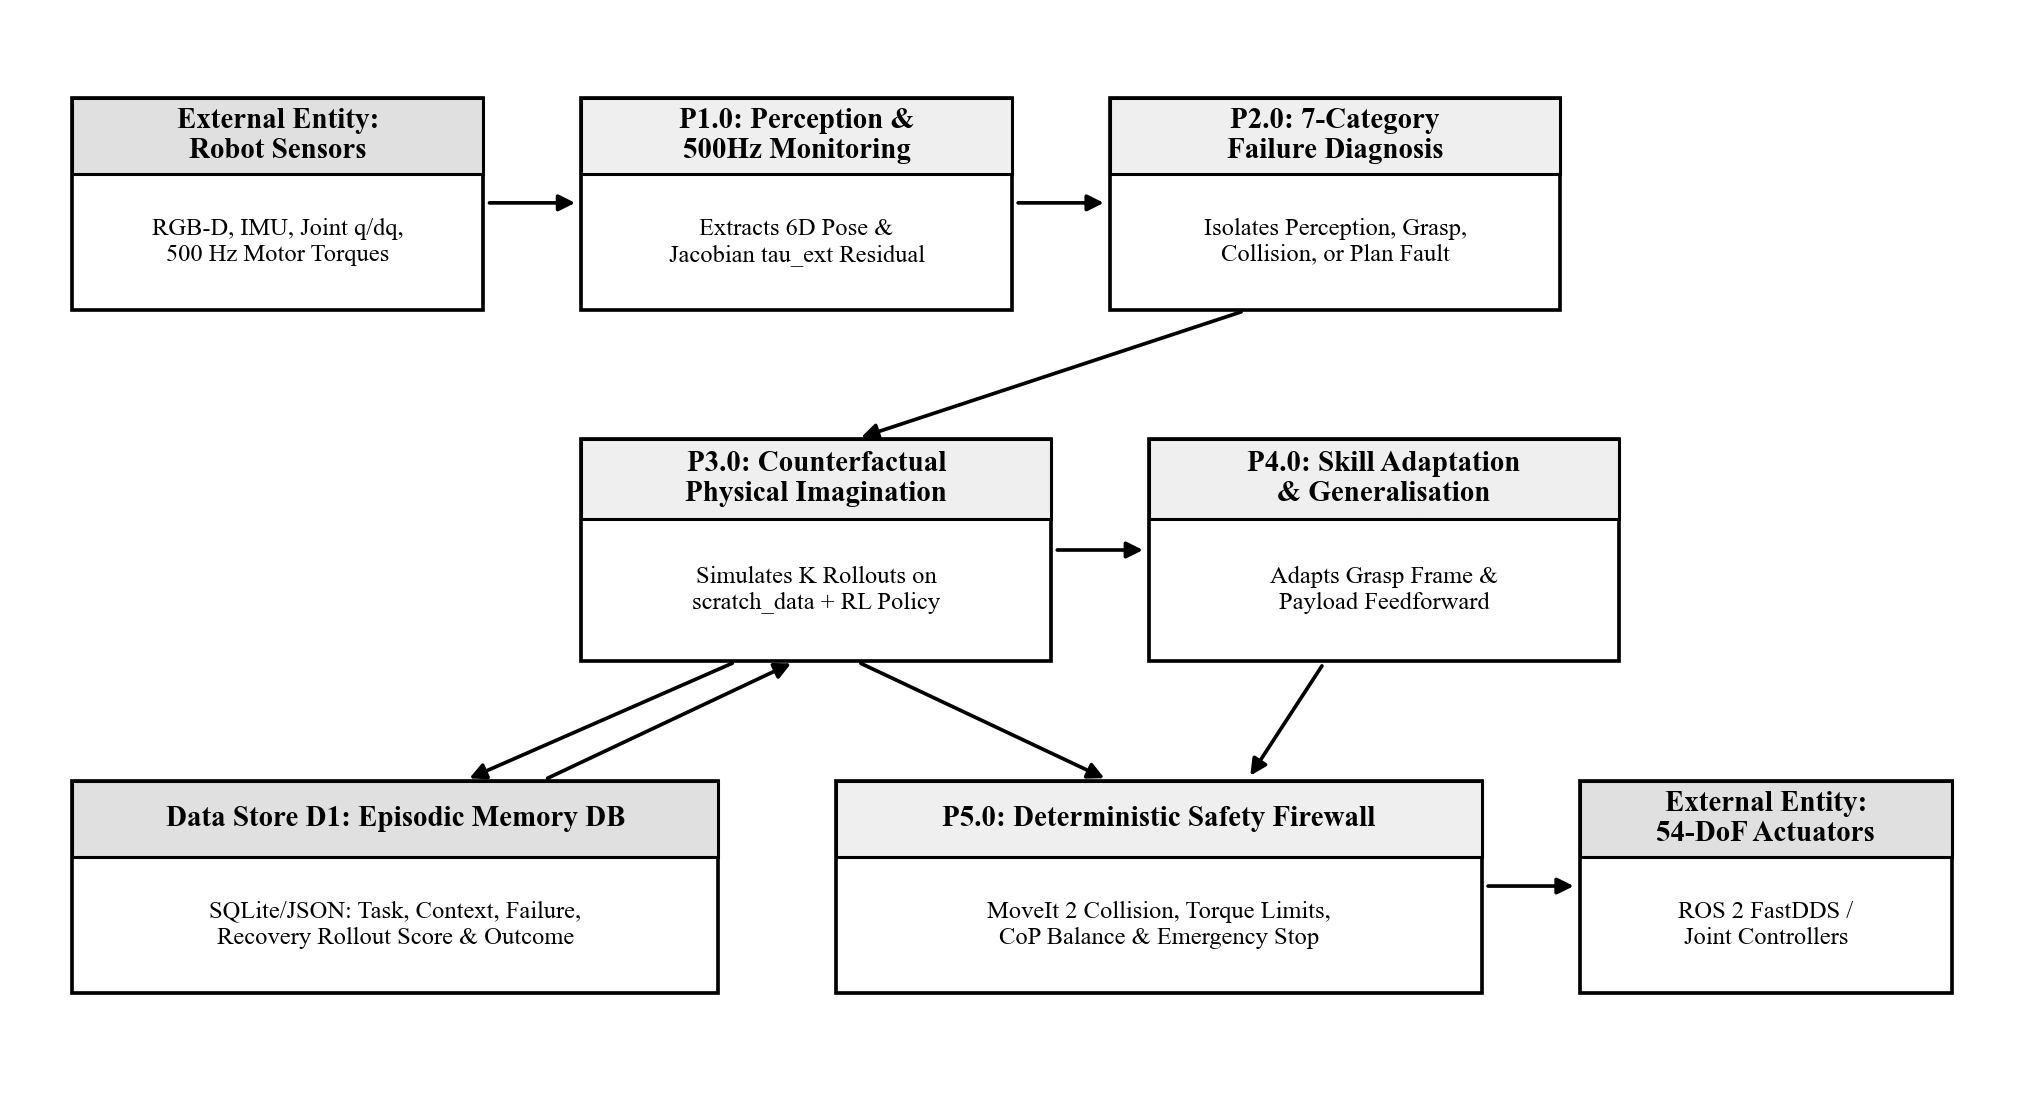 External Entity:
Robot Sensors
RGB-D, IMU, Joint q/dq,
500 Hz Motor Torques
P1.0: Perception &
500Hz Monitoring
Extracts 6D Pose &
Jacobian tau_ext Residual
P2.0: 7-Category
Failure Diagnosis
Isolates Perception, Grasp,
Collision, or Plan Fault
P3.0: Counterfactual
Physical Imagination
Simulates K Rollouts on
scratch_data + RL Policy
P4.0: Skill Adaptation
& Generalisation
Adapts Grasp Frame &
Payload Feedforward
Data Store D1: Episodic Memory DB
SQLite/JSON: Task, Context, Failure,
Recovery Rollout Score & Outcome
P5.0: Deterministic Safety Firewall
MoveIt 2 Collision, Torque Limits,
CoP Balance & Emergency Stop
External Entity:
54-DoF Actuators
ROS 2 FastDDS /
Joint Controllers